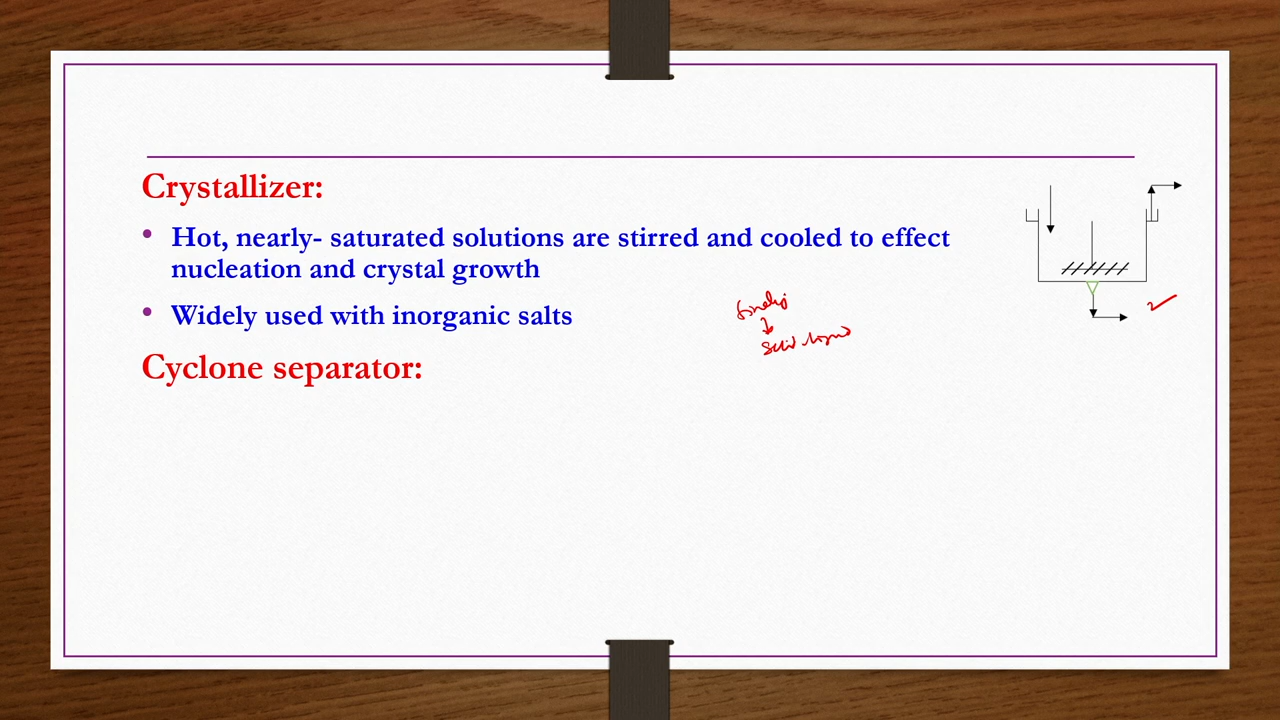 Crystallizer:
• Hot, nearly- saturated solutions are stirred and cooled to effect
nucleation and crystal growth
• Widely used with inorganic salts
Cyclone separator: